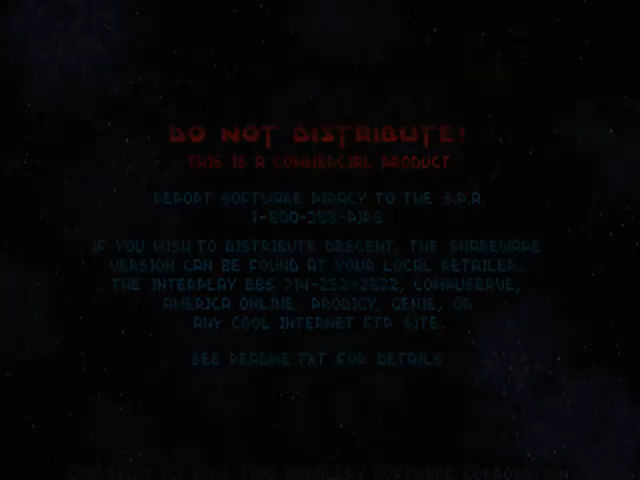 DO NOT DISTRIBUTE!
THIS IS A COMMERCIAL PRODUCT
REPORT SOFTWARE PIRACY TO THE S.P.A.
1-800-388-PIR8
IF YOU WISH TO DISTRIBUTE DESCENT, THE SHAREWARE
VERSION CAN BE FOUND AT YOUR LOCAL RETAILER,
THE INTERPLAY BBS 714-252-2822, COMPUSERVE,
AMERICA ONLINE, PRODIGY, GENIE, OR
ANY COOL INTERNET FTP SITE.
SEE README.TXT FOR DETAILS.
SOFTWARE CORPORATION